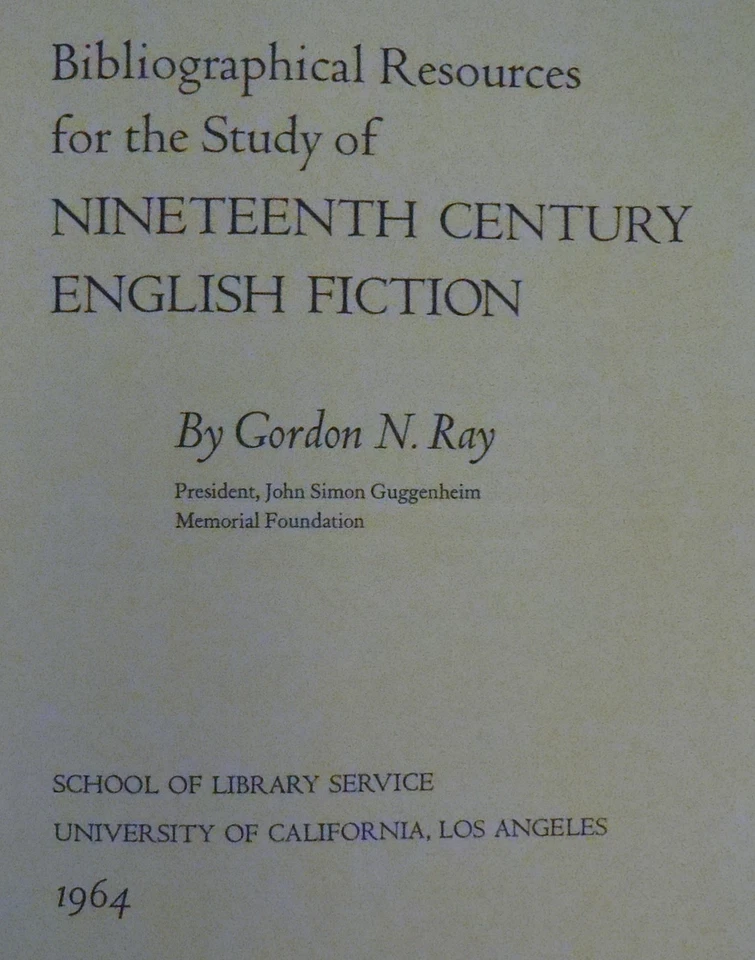 Bibliographical Resources
for the Study of
NINETEENTH CENTURY
ENGLISH FICTION
By Gordon N. Ray
President, John Simon Guggenheim
Memorial Foundation
SCHOOL OF LIBRARY SERVICE
UNIVERSITY OF CALIFORNIA, LOS ANGELES
1964